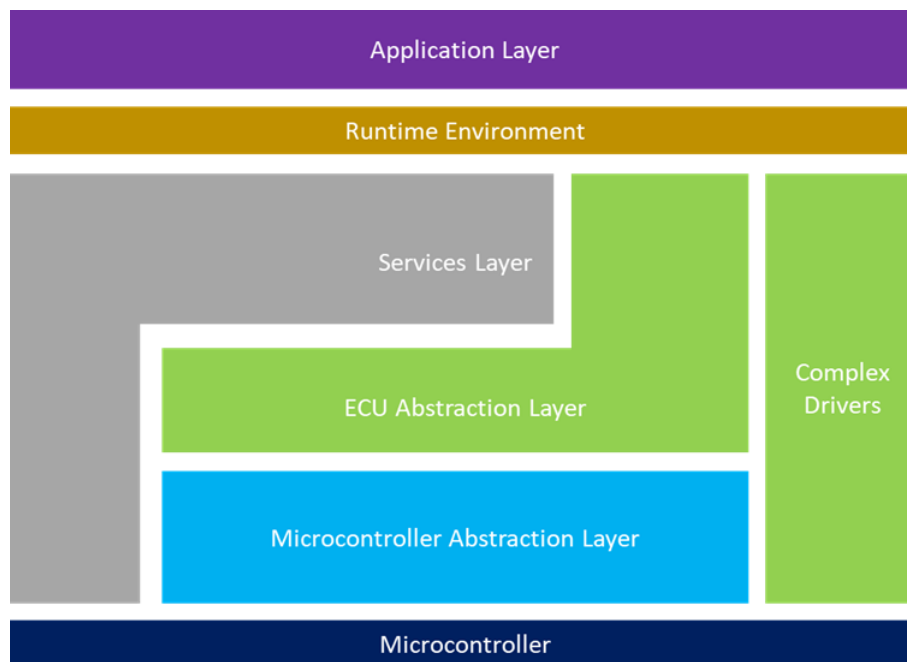 Application Layer
Runtime Environment
Services Layer
Complex
Drivers
ECU Abstraction Layer
Microcontroller Abstraction Layer
Microcontroller